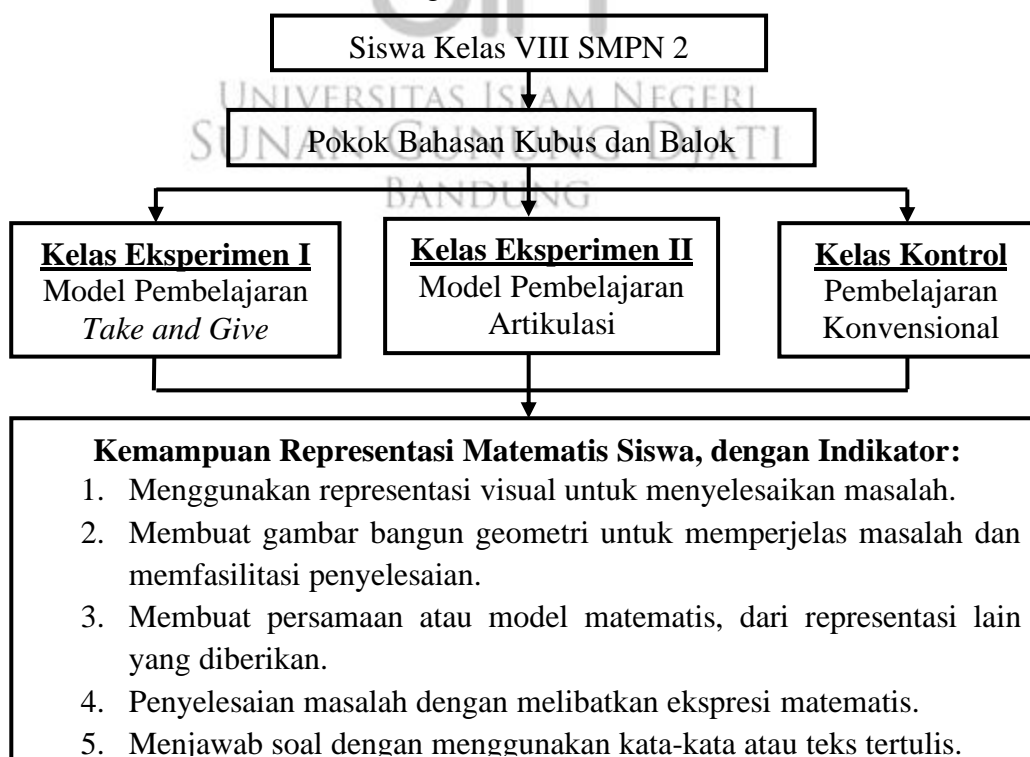 Siswa Kelas VIII SMPN 2
UNIVERSITAS ISLAM NEGERI
SUNAN GUNUNG DJATI
BANDUNG
Pokok Bahasan Kubus dan Balok
Kelas Eksperimen I
Model Pembelajaran
Take and Give
Kelas Eksperimen II
Model Pembelajaran
Artikulasi
Kelas Kontrol
Pembelajaran
Konvensional
Kemampuan Representasi Matematis Siswa, dengan Indikator:
1. Menggunakan representasi visual untuk menyelesaikan masalah.
2. Membuat gambar bangun geometri untuk memperjelas masalah dan
memfasilitasi penyelesaian.
3. Membuat persamaan atau model matematis, dari representasi lain
yang diberikan.
4. Penyelesaian masalah dengan melibatkan ekspresi matematis.
5. Menjawab soal dengan menggunakan kata-kata atau teks tertulis.